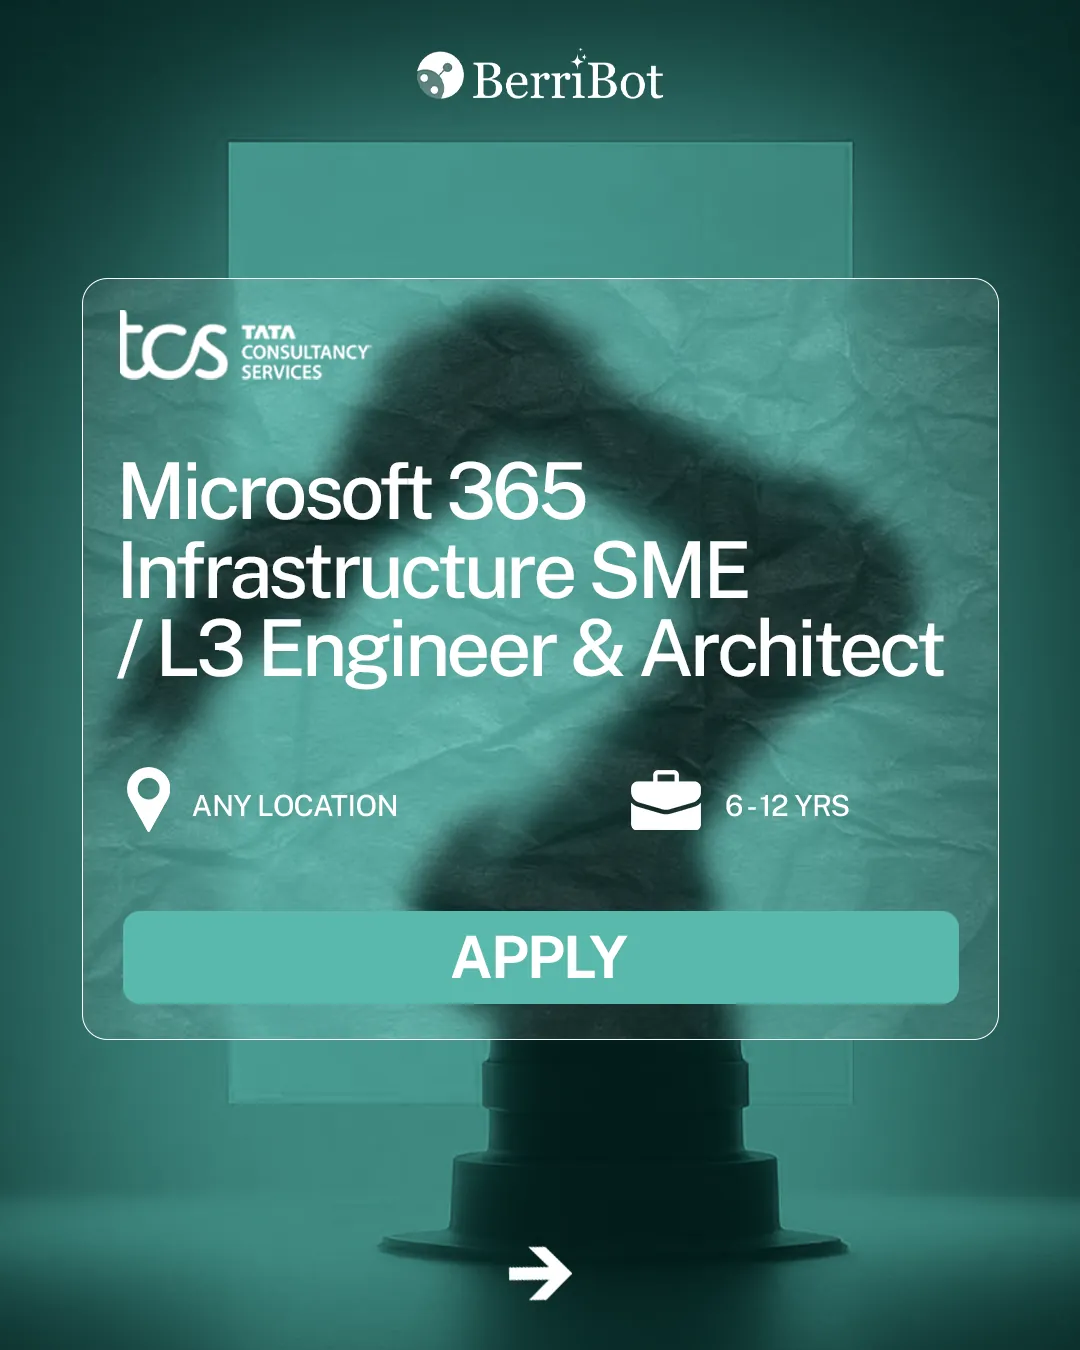 BerriBot
tcs TATA
CONSULTANCY
SERVICES
Microsoft 365
Infrastructure SME
/ L3 Engineer & Architect
ANY LOCATION
6-12 YRS
APPLY